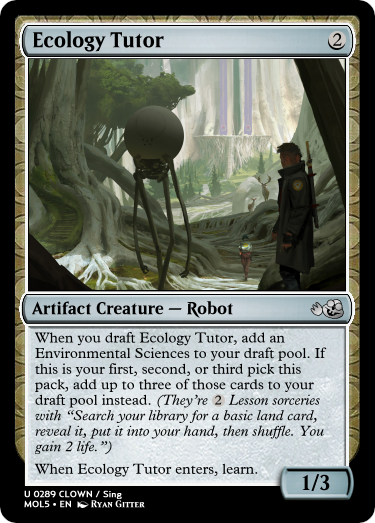 Ecology Tutor 2
Artifact Creature — Robot
When you draft Ecology Tutor, add an
Environmental Sciences to your draft pool. If
this is your first, second, or third pick this
pack, add up to three of those cards to your
draft pool instead. (They’re 2 Lesson sorceries
with “Search your library for a basic land card,
reveal it, put it into your hand, then shuffle. You
gain 2 life.”)
When Ecology Tutor enters, learn.
1/3
U 0289 CLOWN / Sing
MOL5 • EN Ryan Gitter